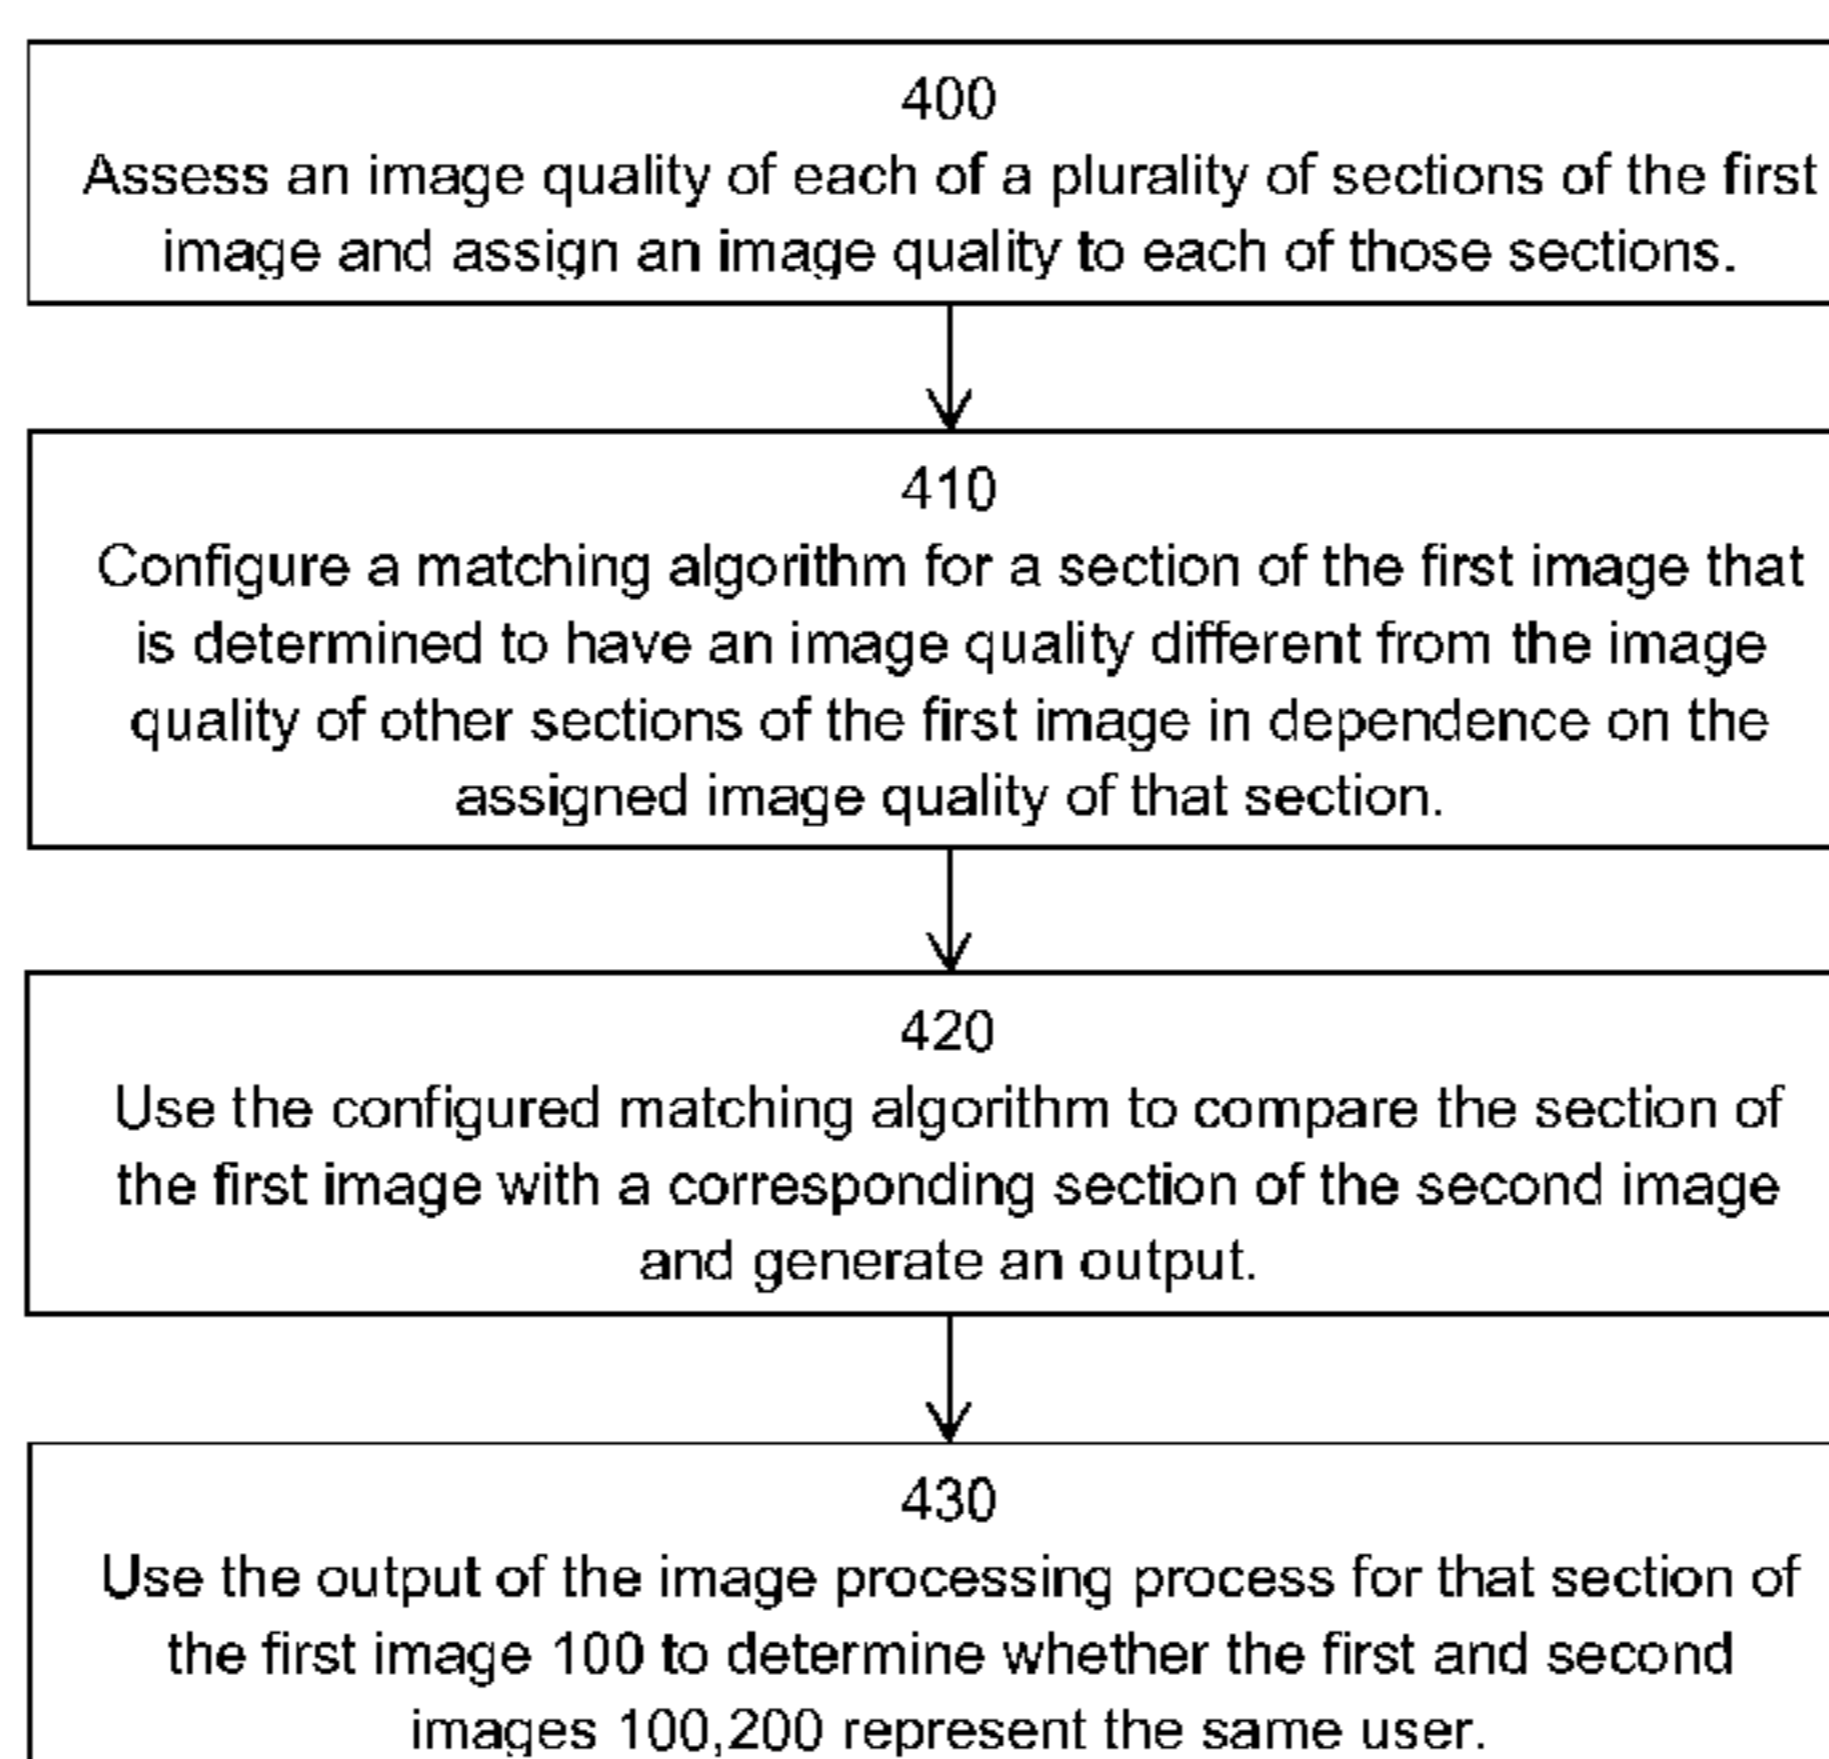 400
Assess an image quality of each of a plurality of sections of the first
image and assign an image quality to each of those sections.
410
Configure a matching algorithm for a section of the first image that
is determined to have an image quality different from the image
quality of other sections of the first image in dependence on the
assigned image quality of that section.
420
Use the configured matching algorithm to compare the section of
the first image with a corresponding section of the second image
and generate an output.
430
Use the output of the image processing process for that section of
the first image 100 to determine whether the first and second
images 100,200 represent the same user.